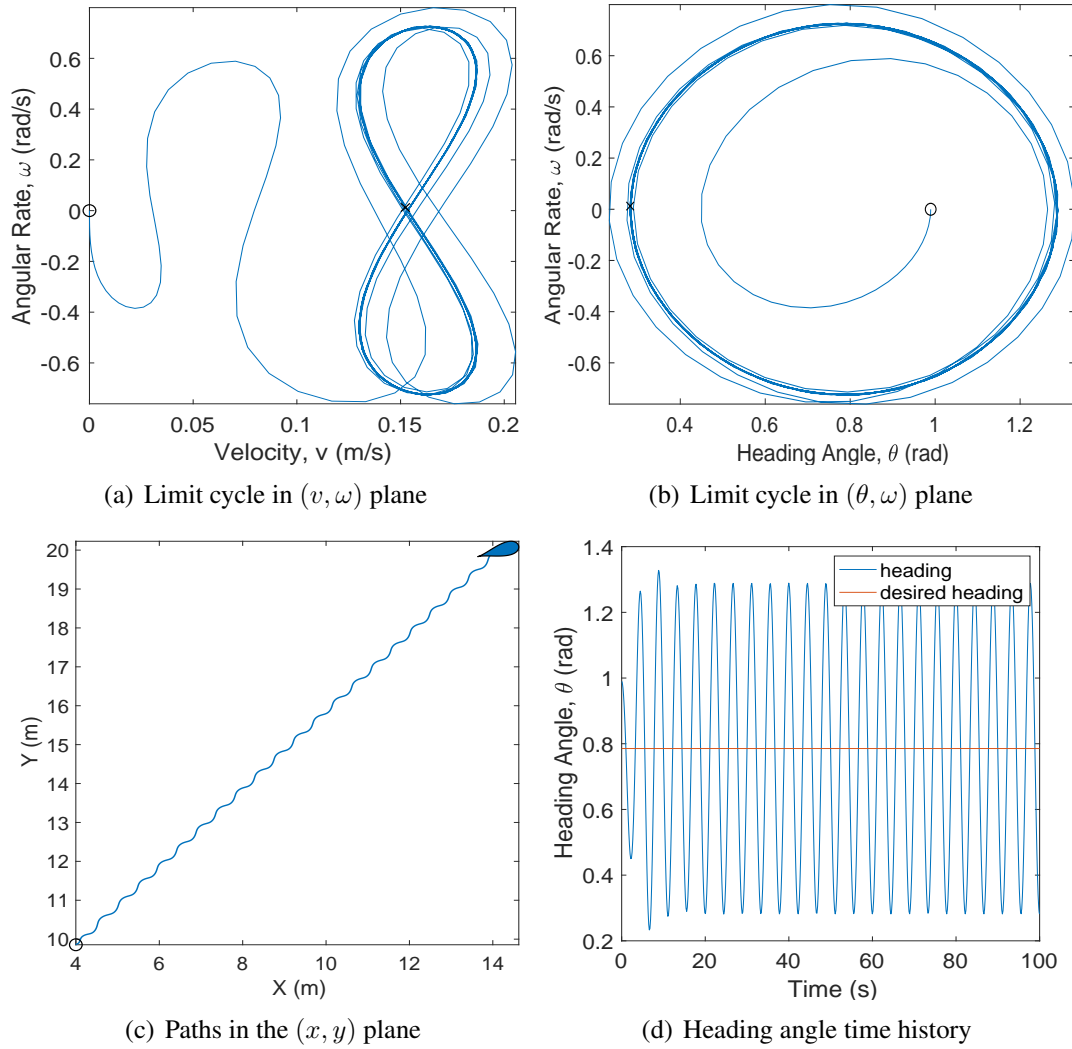 0.6
0.4
0.2
0
-0.2
-0.4
-0.6
Angular Rate, ω (rad/s)
0 0.05 0.1 0.15 0.2
Velocity, v (m/s)
(a) Limit cycle in (v, ω) plane
0.6
0.4
0.2
0
-0.2
-0.4
-0.6
Angular Rate, ω (rad/s)
0.4 0.6 0.8 1 1.2
Heading Angle, θ (rad)
(b) Limit cycle in (θ, ω) plane
20
19
18
17
16
15
14
13
12
11
10
Y (m)
4 6 8 10 12 14
X (m)
(c) Paths in the (x, y) plane
1.4
1.2
1
0.8
0.6
0.4
0.2
Heading Angle, θ (rad)
heading
desired heading
0 20 40 60 80 100
Time (s)
(d) Heading angle time history